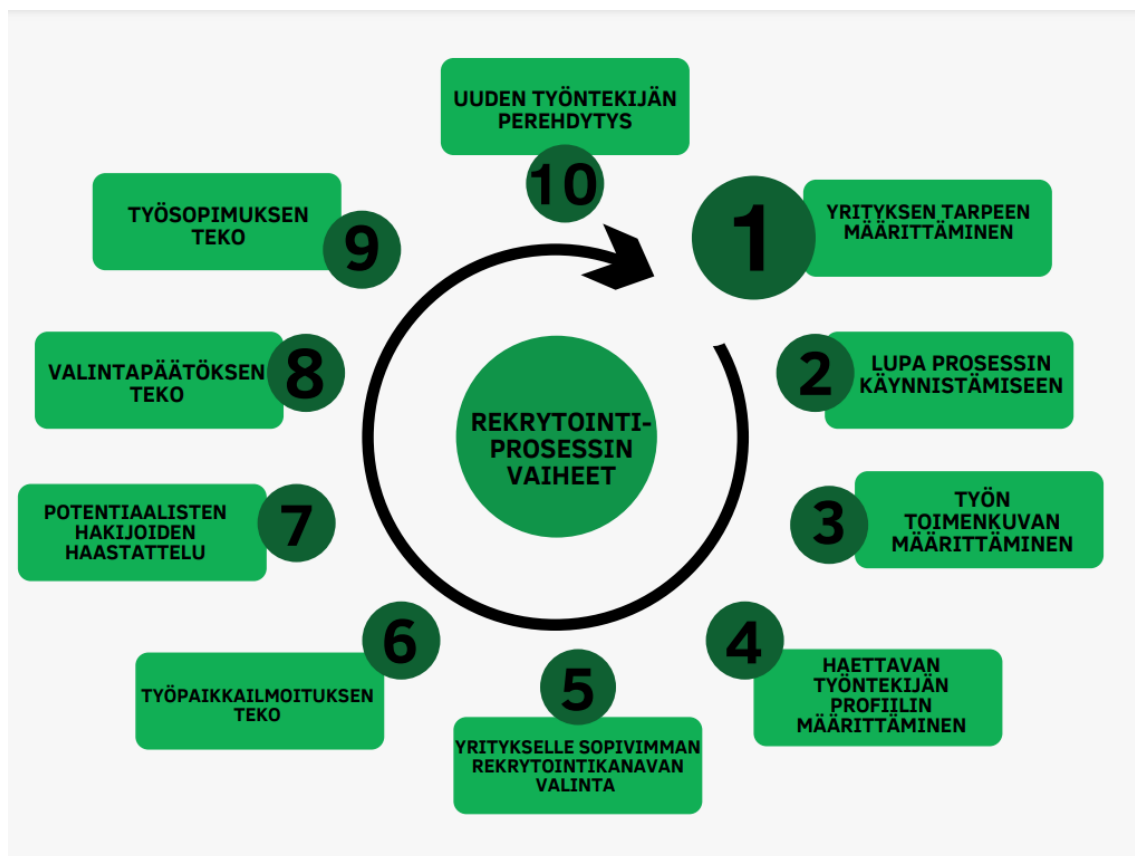 REKRYTOINTI-
PROSESSIN
VAIHEET
1
YRITYKSEN TARPEEN
MÄÄRITTÄMINEN
2
LUPA PROSESSIN
KÄYNNISTÄMISEEN
3
TYÖN
TOIMENKUVAN
MÄÄRITTÄMINEN
4
HAETTAVAN
TYÖNTEKIJÄN
PROFIILIN
MÄÄRITTÄMINEN
5
YRITYKSELLE SOPIVIMMAN
REKRYTOINTIKANAVAN
VALINTA
6
TYÖPAIKKAILMOITUKSEN
TEKO
7
POTENTIAALISTEN
HAKIJOIDEN
HAASTATTELU
8
VALINTAPÄÄTÖKSEN
TEKO
9
TYÖSOPIMUKSEN
TEKO
10
UUDEN TYÖNTEKIJÄN
PEREHDYTYS